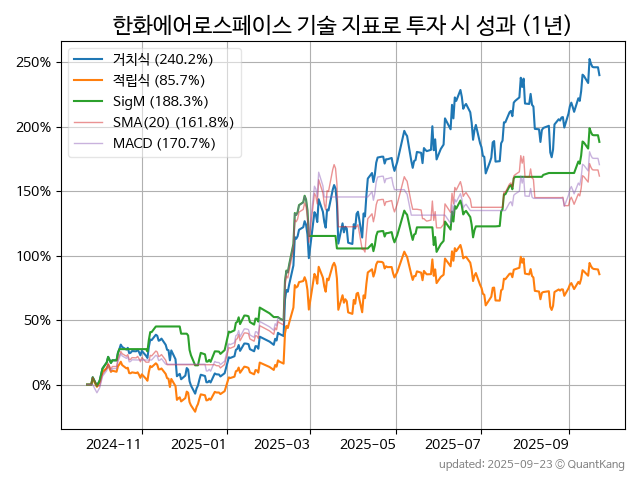 한화에어로스페이스 기술 지표로 투자 시 성과 (1년)
거치식 (240.2%)
적립식 (85.7%)
SigM (188.3%)
SMA(20) (161.8%)
MACD (170.7%)
250%
200%
150%
100%
50%
0%
2024-11 2025-01 2025-03 2025-05 2025-07 2025-09
updated: 2025-09-23 ⓒ QuantKang